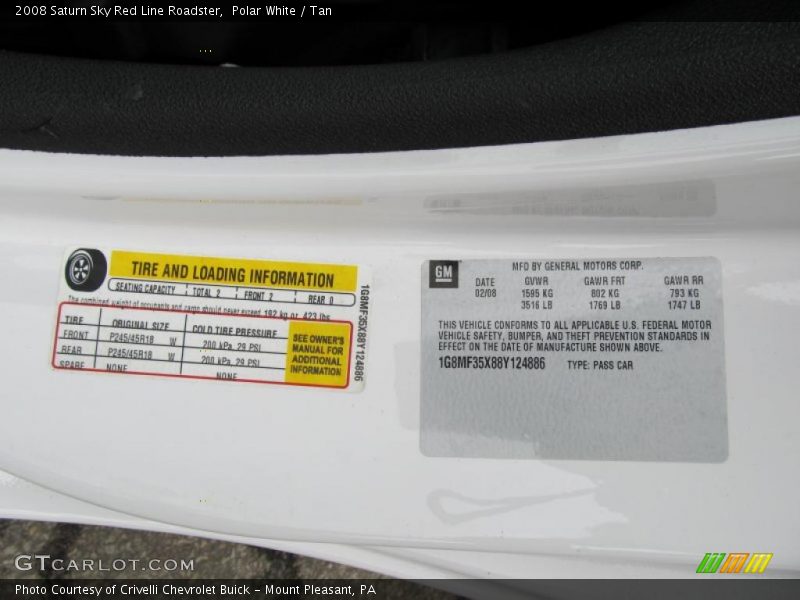 2008 Saturn Sky Red Line Roadster,  Polar White / Tan
TIRE AND LOADING INFORMATION
SEATING CAPACITY TOTAL 2 FRONT 2 REAR 0
The combined weight of occupants and cargo should never exceed 192 kg or 423 lbs.
TIRE ORIGINAL SIZE COLD TIRE PRESSURE
FRONT P245/45R18 W 200 kPa, 29 PSI
REAR P245/45R18 W 200 kPa, 29 PSI
SPARE NONE NONE
SEE OWNER'S
MANUAL FOR
ADDITIONAL
INFORMATION
1G8MF35X88Y124886
GM
MFD BY GENERAL MOTORS CORP.
DATE GVWR GAWR FRT GAWR RR
02/08 1595 KG 802 KG 793 KG
3516 LB 1769 LB 1747 LB
THIS VEHICLE CONFORMS TO ALL APPLICABLE U.S. FEDERAL MOTOR
VEHICLE SAFETY, BUMPER, AND THEFT PREVENTION STANDARDS IN
EFFECT ON THE DATE OF MANUFACTURE SHOWN ABOVE.
1G8MF35X88Y124886 TYPE: PASS CAR
GTCARLOT.COM
Photo Courtesy of Crivelli Chevrolet Buick - Mount Pleasant, PA